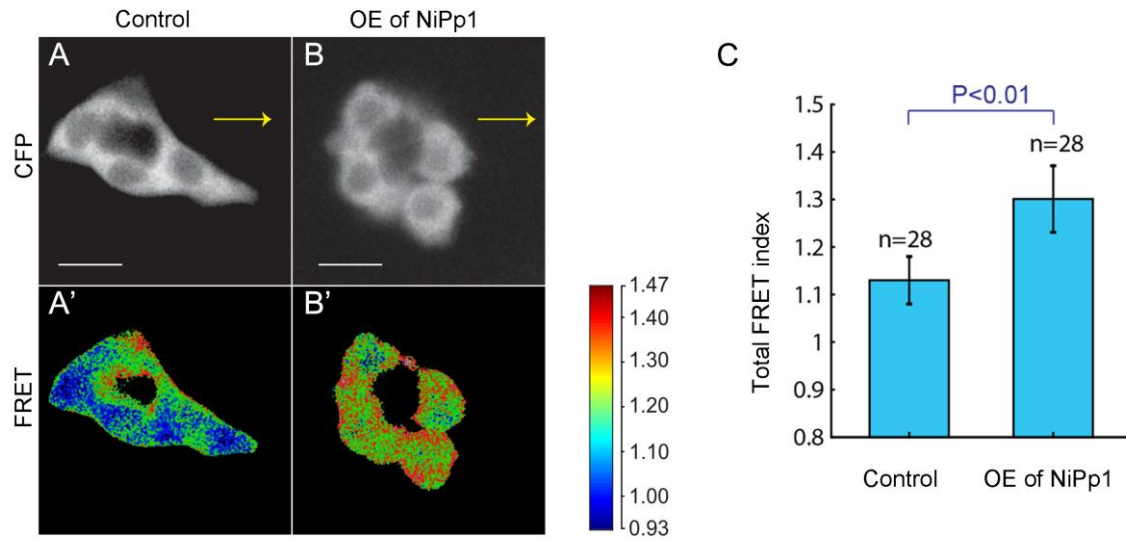 Control
OE of NiPp1
A
B
CFP
A’
B’
FRET
1.47
1.40
1.30
1.20
1.10
1.00
0.93
C
P<0.01
n=28
n=28
Total FRET index
1.5
1.4
1.3
1.2
1.1
1
0.9
0.8
Control
OE of NiPp1